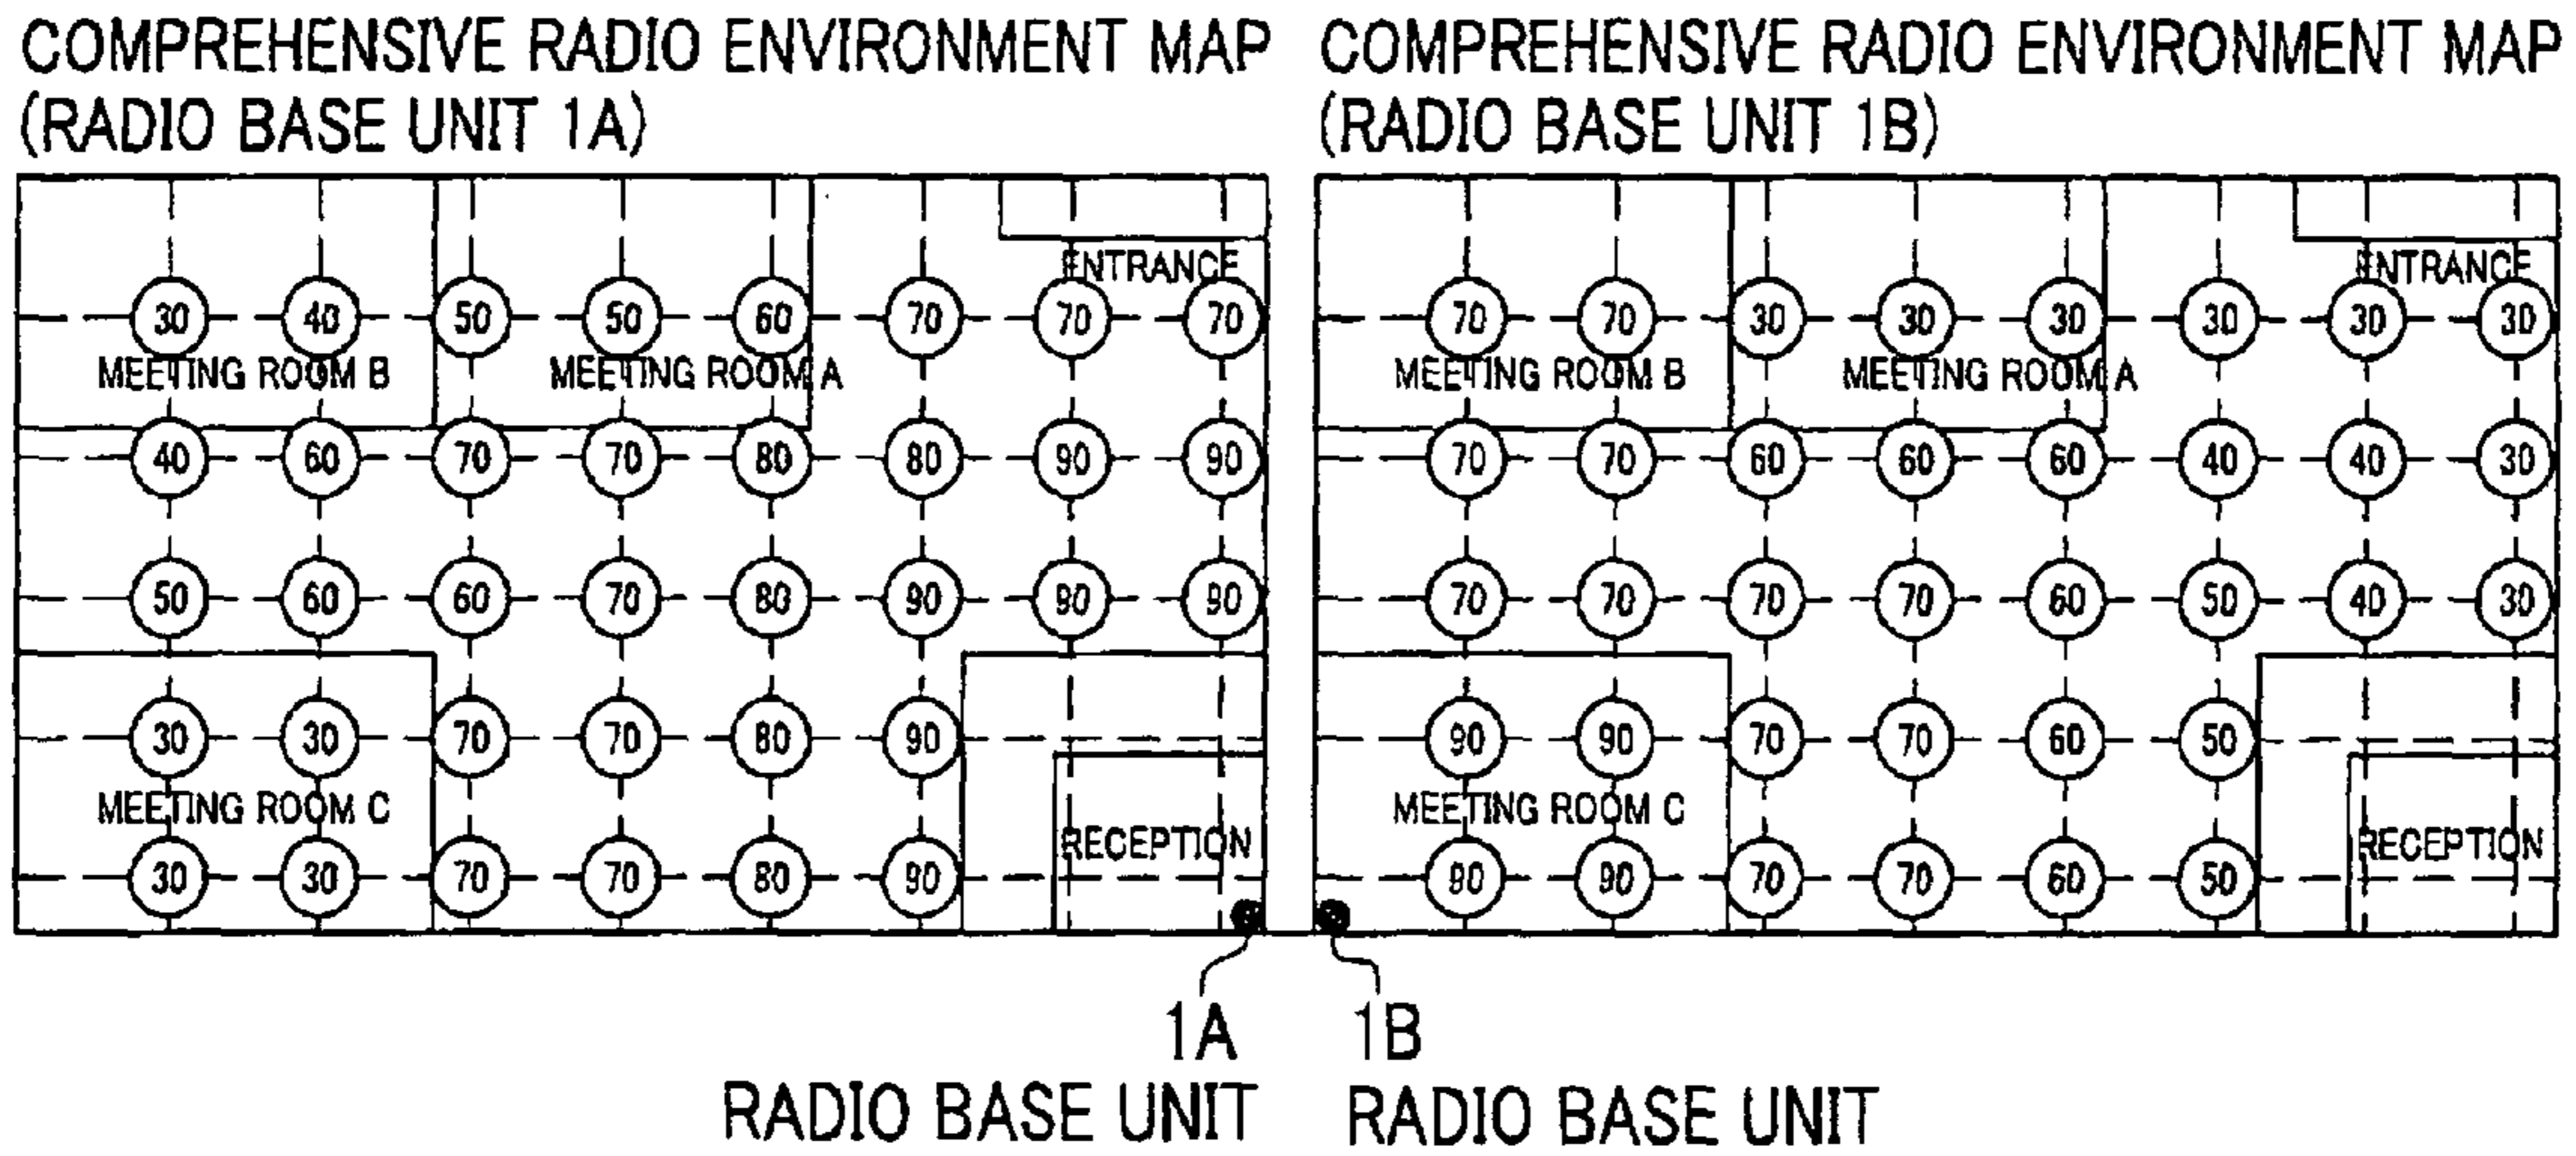 COMPREHENSIVE RADIO ENVIRONMENT MAP
(RADIO BASE UNIT 1A)
ENTRANCE
30 40 50 50 60 70 70 70
MEETING ROOM B MEETING ROOM A
40 60 70 70 80 80 90 90
50 60 60 70 80 90 90 90
30 30 70 70 80 90
MEETING ROOM C
RECEPTION
30 30 70 70 80 90
1A
RADIO BASE UNIT
COMPREHENSIVE RADIO ENVIRONMENT MAP
(RADIO BASE UNIT 1B)
ENTRANCE
70 70 30 30 30 30 30 30
MEETING ROOM B MEETING ROOM A
70 70 60 60 60 40 40 30
70 70 70 70 60 50 40 30
90 90 70 70 60 50
MEETING ROOM C
RECEPTION
90 90 70 70 60 50
1B
RADIO BASE UNIT